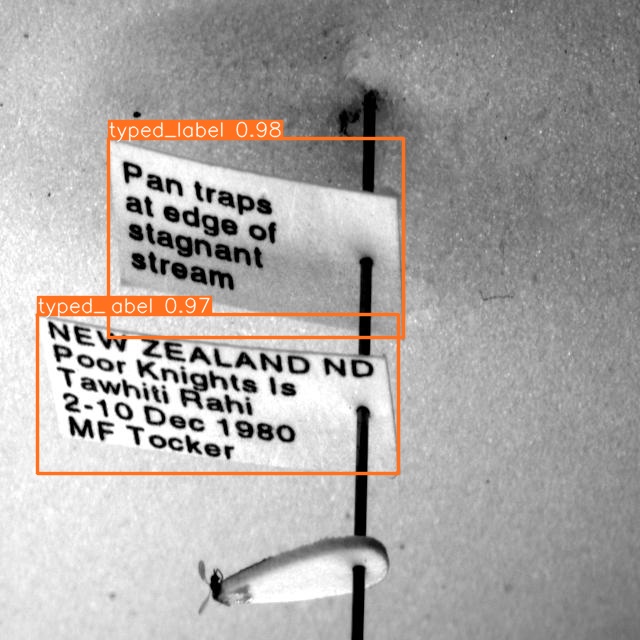 typed_label 0.98
Pan traps
at edge of
stagnant
stream
typed_label 0.97
NEW ZEALAND ND
Poor Knights Is
Tawhiti Rahi
2-10 Dec 1980
MF Tocker